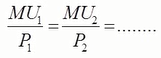 MU₁/P₁ = MU₂/P₂ = ........